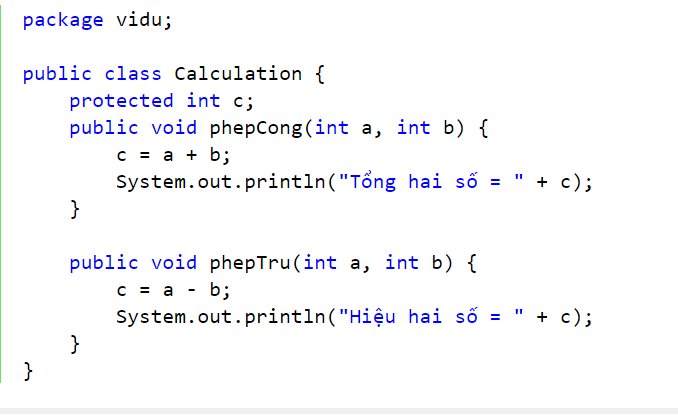 package vidu;
public class Calculation {
protected int c;
public void phepCong(int a, int b) {
c = a + b;
System.out.println("Tổng hai số = " + c);
}
public void phepTru(int a, int b) {
c = a - b;
System.out.println("Hiệu hai số = " + c);
}
}